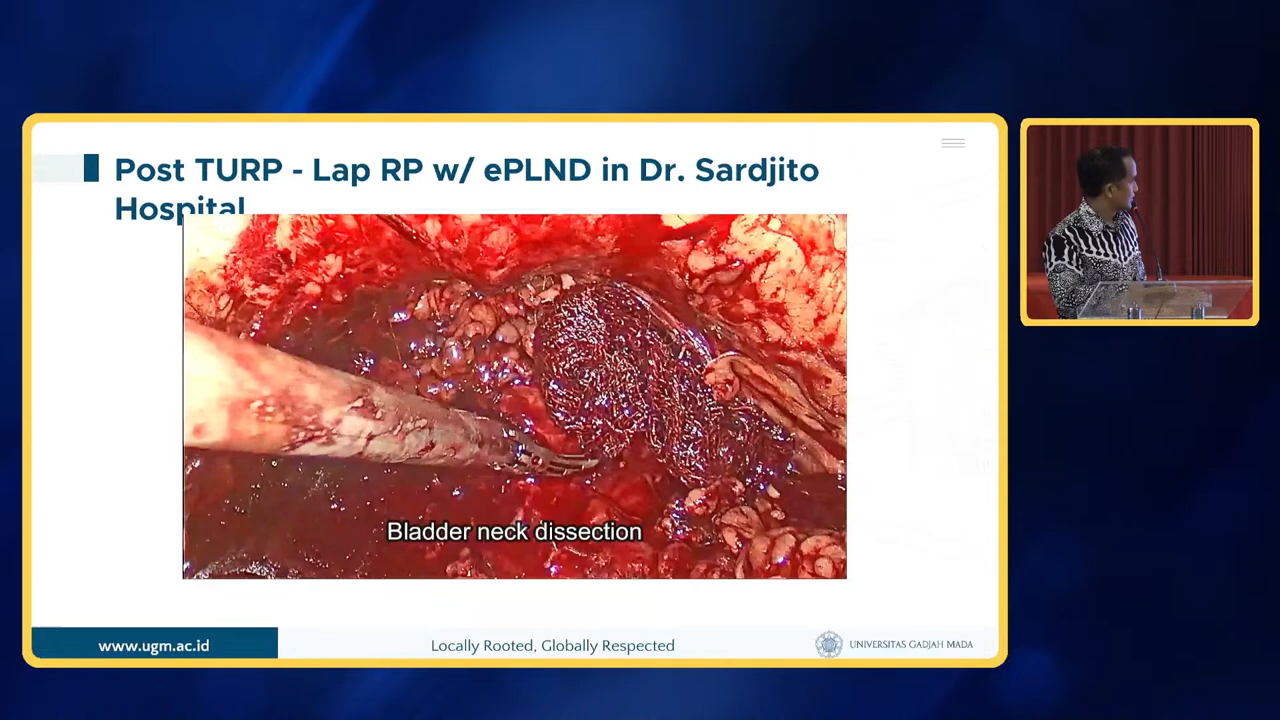 Post TURP - Lap RP w/ ePLND in Dr. Sardjito
Hospital
Bladder neck dissection
www.ugm.ac.id
Locally Rooted, Globally Respected
UNIVERSITAS GADJAH MADA